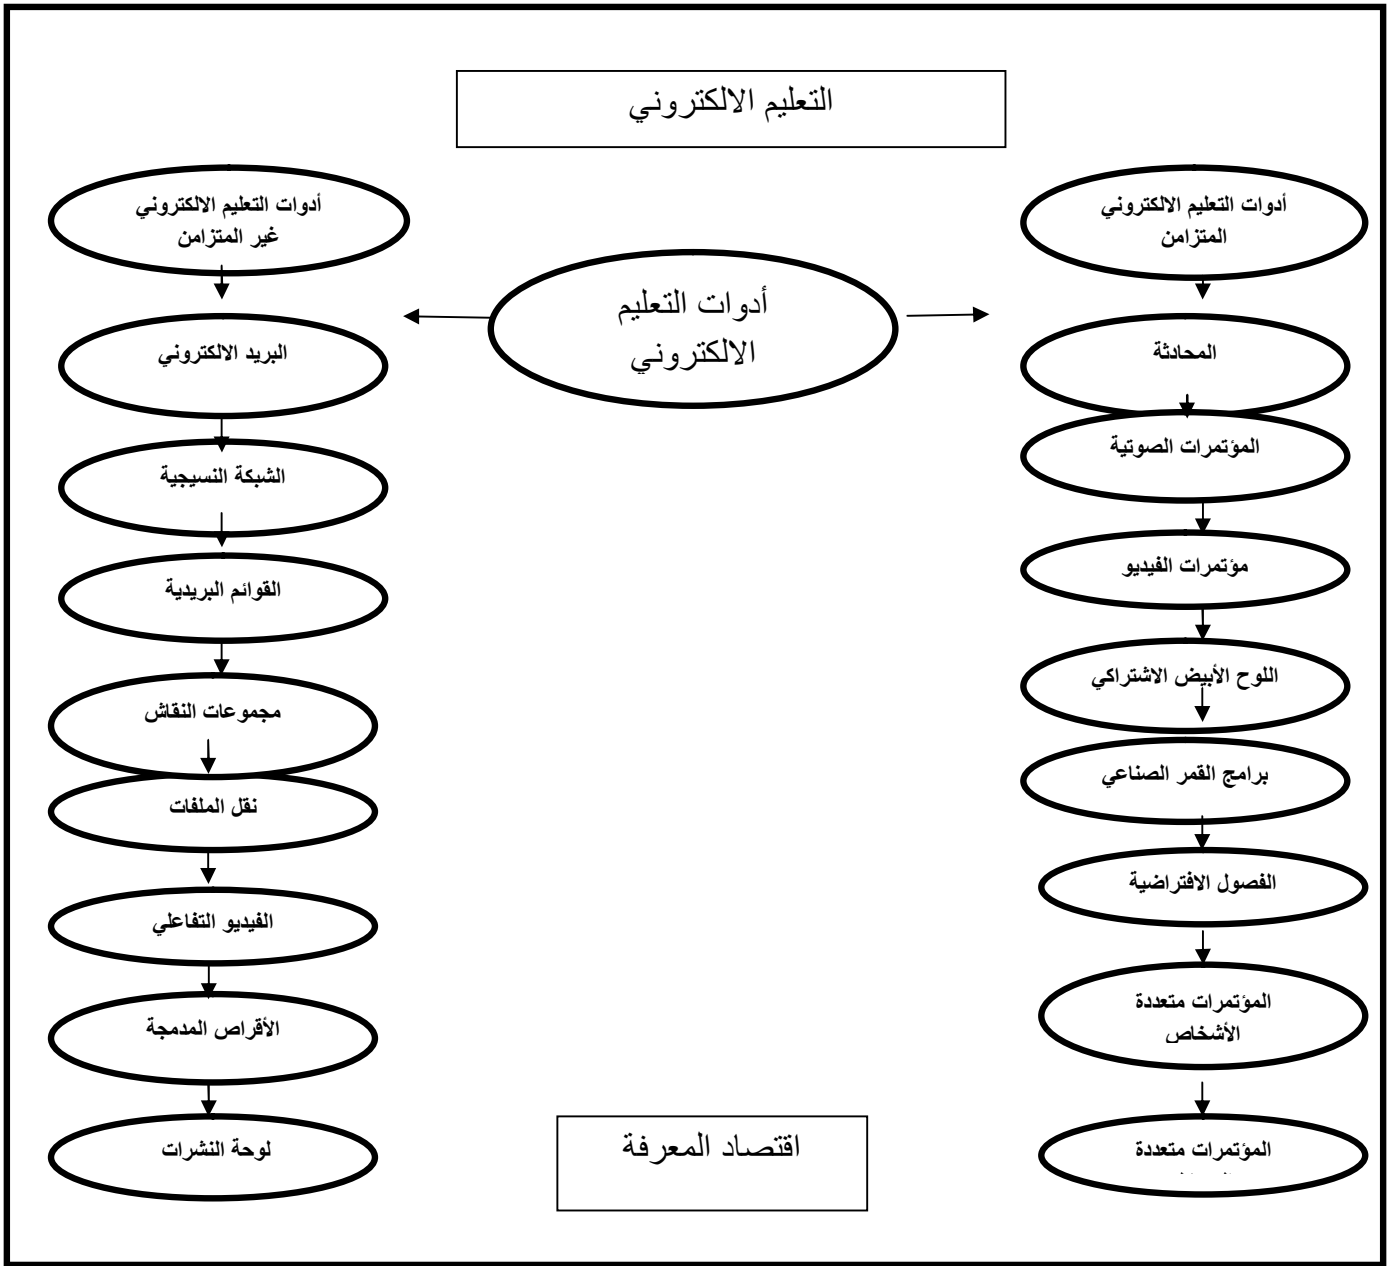 التعليم الالكتروني
أدوات التعليم الالكتروني
المتزامن
أدوات التعليم
الالكتروني
أدوات التعليم الالكتروني
غير المتزامن
المحادثة
المؤتمرات الصوتية
مؤتمرات الفيديو
اللوح الأبيض الاشتراكي
برامج القمر الصناعي
الفصول الافتراضية
المؤتمرات متعددة
الأشخاص
المؤتمرات متعددة
البريد الالكتروني
الشبكة النسيجية
القوائم البريدية
مجموعات النقاش
نقل الملفات
الفيديو التفاعلي
الأقراص المدمجة
لوحة النشرات
اقتصاد المعرفة